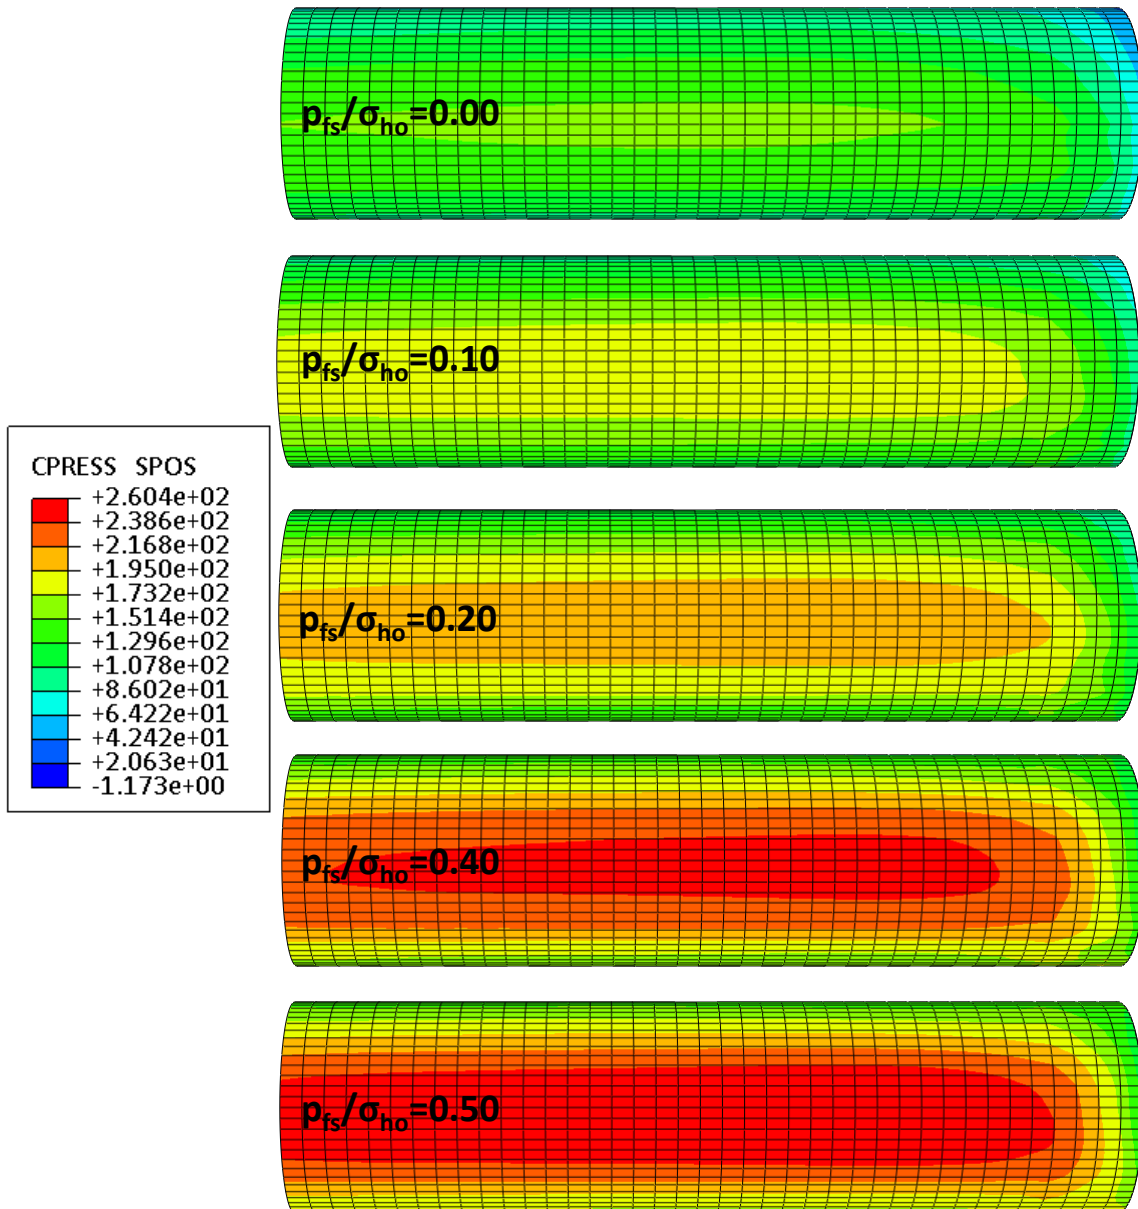 pfs/σho=0.00
pfs/σho=0.10
CPRESS SPOS
+2.604e+02
+2.386e+02
+2.168e+02
+1.950e+02
+1.732e+02
+1.514e+02
+1.296e+02
+1.078e+02
+8.602e+01
+6.422e+01
+4.242e+01
+2.063e+01
-1.173e+00
pfs/σho=0.20
pfs/σho=0.40
pfs/σho=0.50